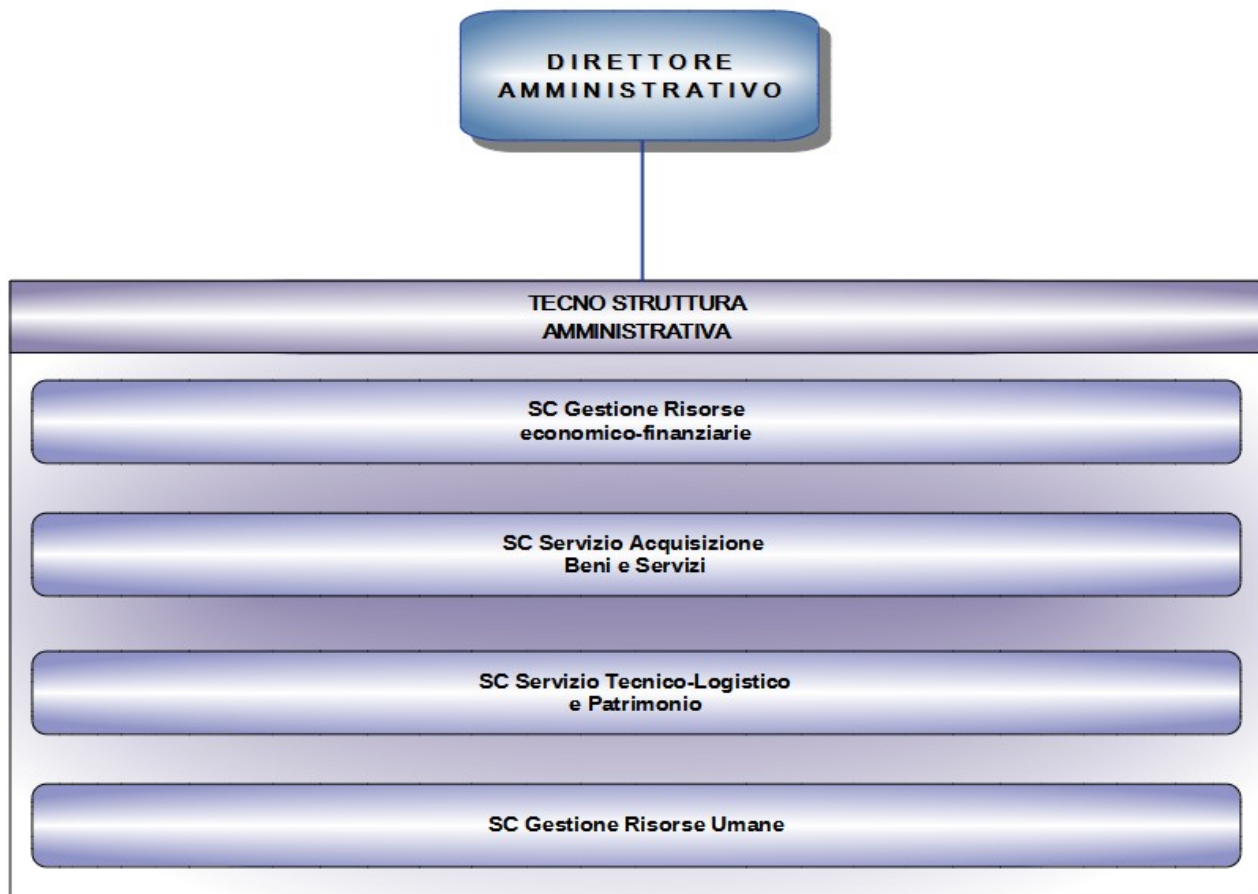 DIRETTORE
AMMINISTRATIVO
TECNO STRUTTURA
AMMINISTRATIVA
SC Gestione Risorse
economico-finanziarie
SC Servizio Acquisizione
Beni e Servizi
SC Servizio Tecnico-Logistico
e Patrimonio
SC Gestione Risorse Umane